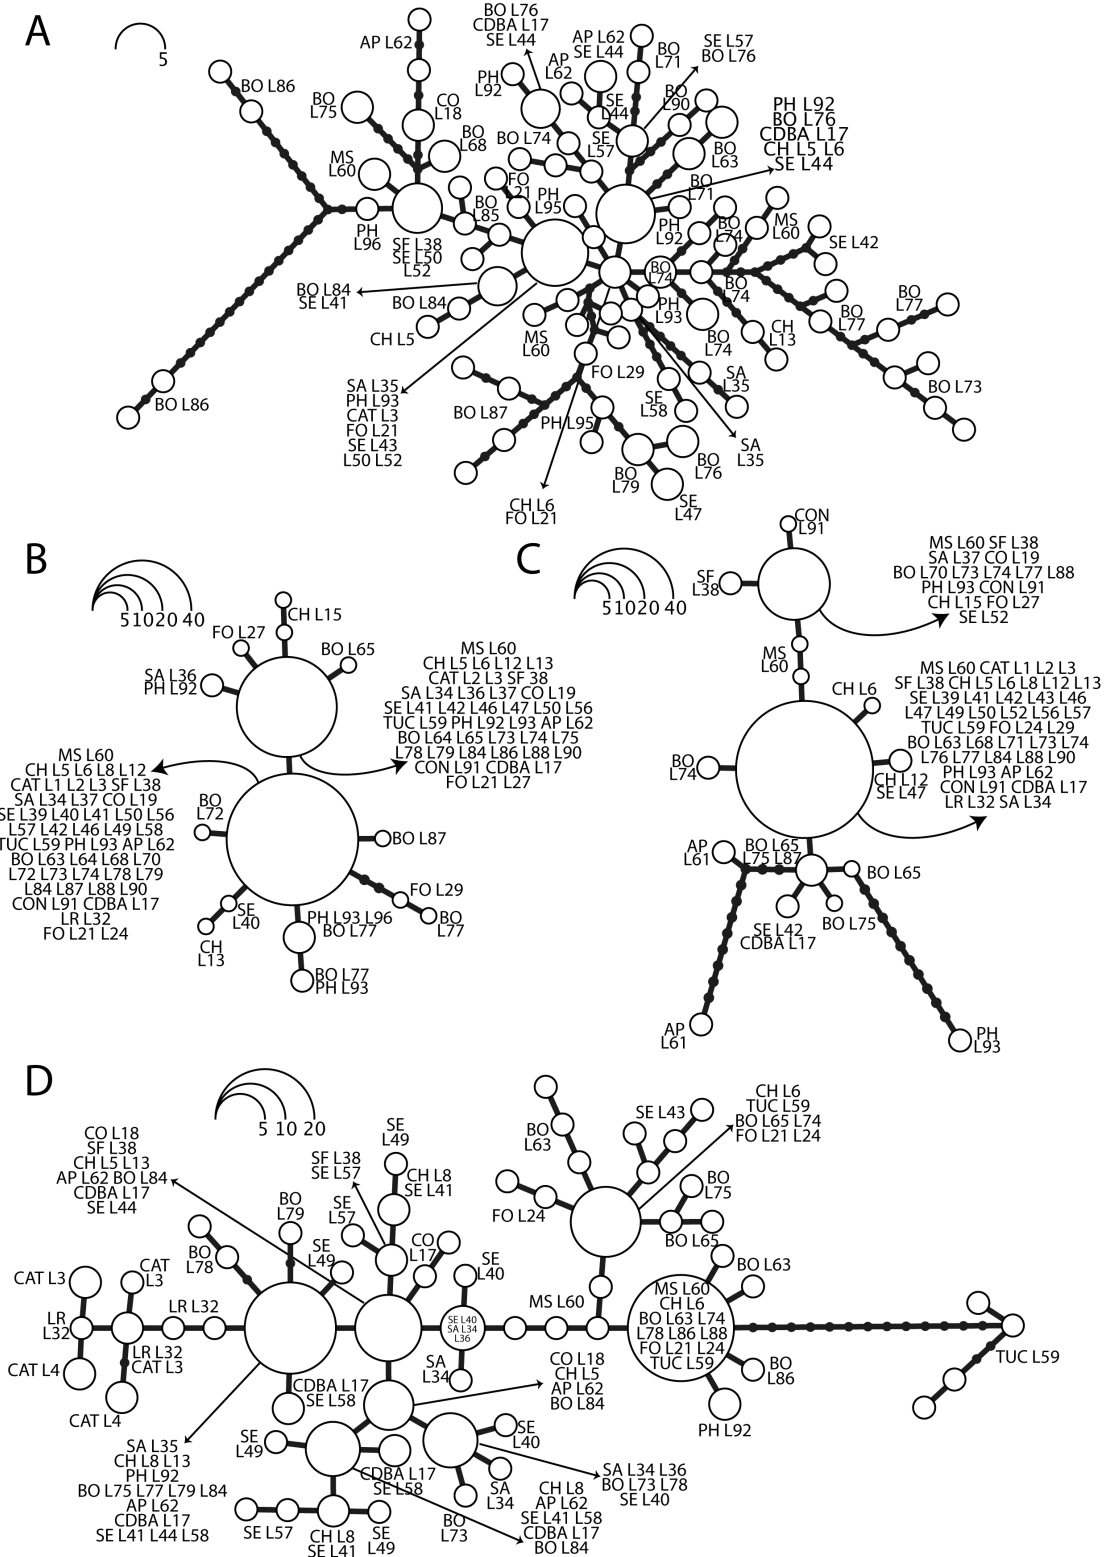 A
5
AP L62
BO L86
BO
L75
CO
L18
BO
L68
MS
L60
PH
L96
SF L38
SE L50
L52
BO
L85
BO L76
CDBA L17
SE L44
PH
L92
AP
L62
AP L62
SE L44
BO
L71
SE L57
BO L76
SE
L44
BO
L90
BO L74
SE
L57
BO
L63
PH L92
BO L76
CDBA L17
CH L5 L6
SE L44
FO
L21
PH
L95
BO
L71
PH
L92
BO
L74
MS
L60
SE L42
BO
L74
BO
L74
BO L84
SE L41
BO L84
CH L5
MS
L60
PH
L93
BO
L74
CH
L13
BO
L77
BO
L77
BO L73
SA L35
PH L93
CAT L3
FO L21
SE L43
L50 L52
FO L29
BO L87
PH L95
SE
L58
SA
L35
SA
L35
BO
L79
BO
L76
SE
L47
CH L6
FO L21
BO L86
B
5 10 20 40
CH L15
FO L27
BO L65
SA L36
PH L92
MS L60
CH L5 L6 L12 L13
CAT L2 L3 SF 38
SA L34 L36 L37 CO L19
SE L41 L42 L46 L47 L50 L56
TUC L59 PH L92 L93 AP L62
BO L64 L65 L73 L74 L75
L78 L79 L84 L86 L88 L90
CON L91 CDBA L17
FO L21 L27
MS L60
CH L5 L6 L8 L12
CAT L1 L2 L3 SF L38
SA L34 L37 CO L19
SE L39 L40 L41 L50 L56
L57 L42 L46 L49 L58
TUC L59 PH L93 AP L62
BO L63 L64 L68 L70
L72 L73 L74 L78 L79
L84 L87 L88 L90
CON L91 CDBA L17
LR L32
FO L21 L24
BO
L72
BO L87
SE
L40
CH
L13
PH L93 L96
BO L77
FO L29
BO
L77
BO L77
PH L93
C
5 10 20 40
CON
L91
SF
L38
MS L60 SF L38
SA L37 CO L19
BO L70 L73 L74 L77 L88
PH L93 CON L91
CH L15 FO L27
SE L52
MS
L60
CH L6
BO
L74
CH L12
SE L47
MS L60 CAT L1 L2 L3
SF L38 CH L5 L6 L8 L12 L13
SE L39 L41 L42 L43 L46
L47 L49 L50 L52 L56 L57
TUC L59 FO L24 L29
BO L63 L68 L71 L73 L74
L76 L77 L84 L88 L90
PH L93 AP L62
CON L91 CDBA L17
LR L32 SA L34
AP
L61
BO L65
L75 L87
BO L65
SE L42
CDBA L17
BO L75
AP
L61
PH
L93
D
5 10 20
CO L18
SF L38
CH L5 L13
AP L62 BO L84
CDBA L17
SE L44
SF L38
SE L57
SE
L49
CH L8
SE L41
BO
L79
SE
L57
CO
L17
BO
L78
SE
L49
SE
L40
CAT L3
CAT
L3
LR
L32
LR L32
LR L32
CAT L3
CAT L4
CAT L4
SE L40
SA L34
L36
SA
L34
MS L60
BO
L63
SE L43
FO L24
CH L6
TUC L59
BO L65 L74
FO L21 L24
BO
L75
BO L65
BO L63
MS L60
CH L6
BO L63 L74
L78 L86 L88
FO L21 L24
TUC L59
BO
L86
PH L92
TUC L59
CDBA L17
SE L58
CO L18
CH L5
AP L62
BO L84
SA L35
CH L8 L13
PH L92
BO L75 L77 L79 L84
AP L62
CDBA L17
SE L41 L44 L58
SE
L49
CDBA L17
SE L58
SE
L40
SA
L34
BO
L73
SA L34 L36
BO L73 L78
SE L40
SE L57
CH L8
SE L41
SE
L49
CH L8
AP L62
SE L41 L58
CDBA L17
BO L84